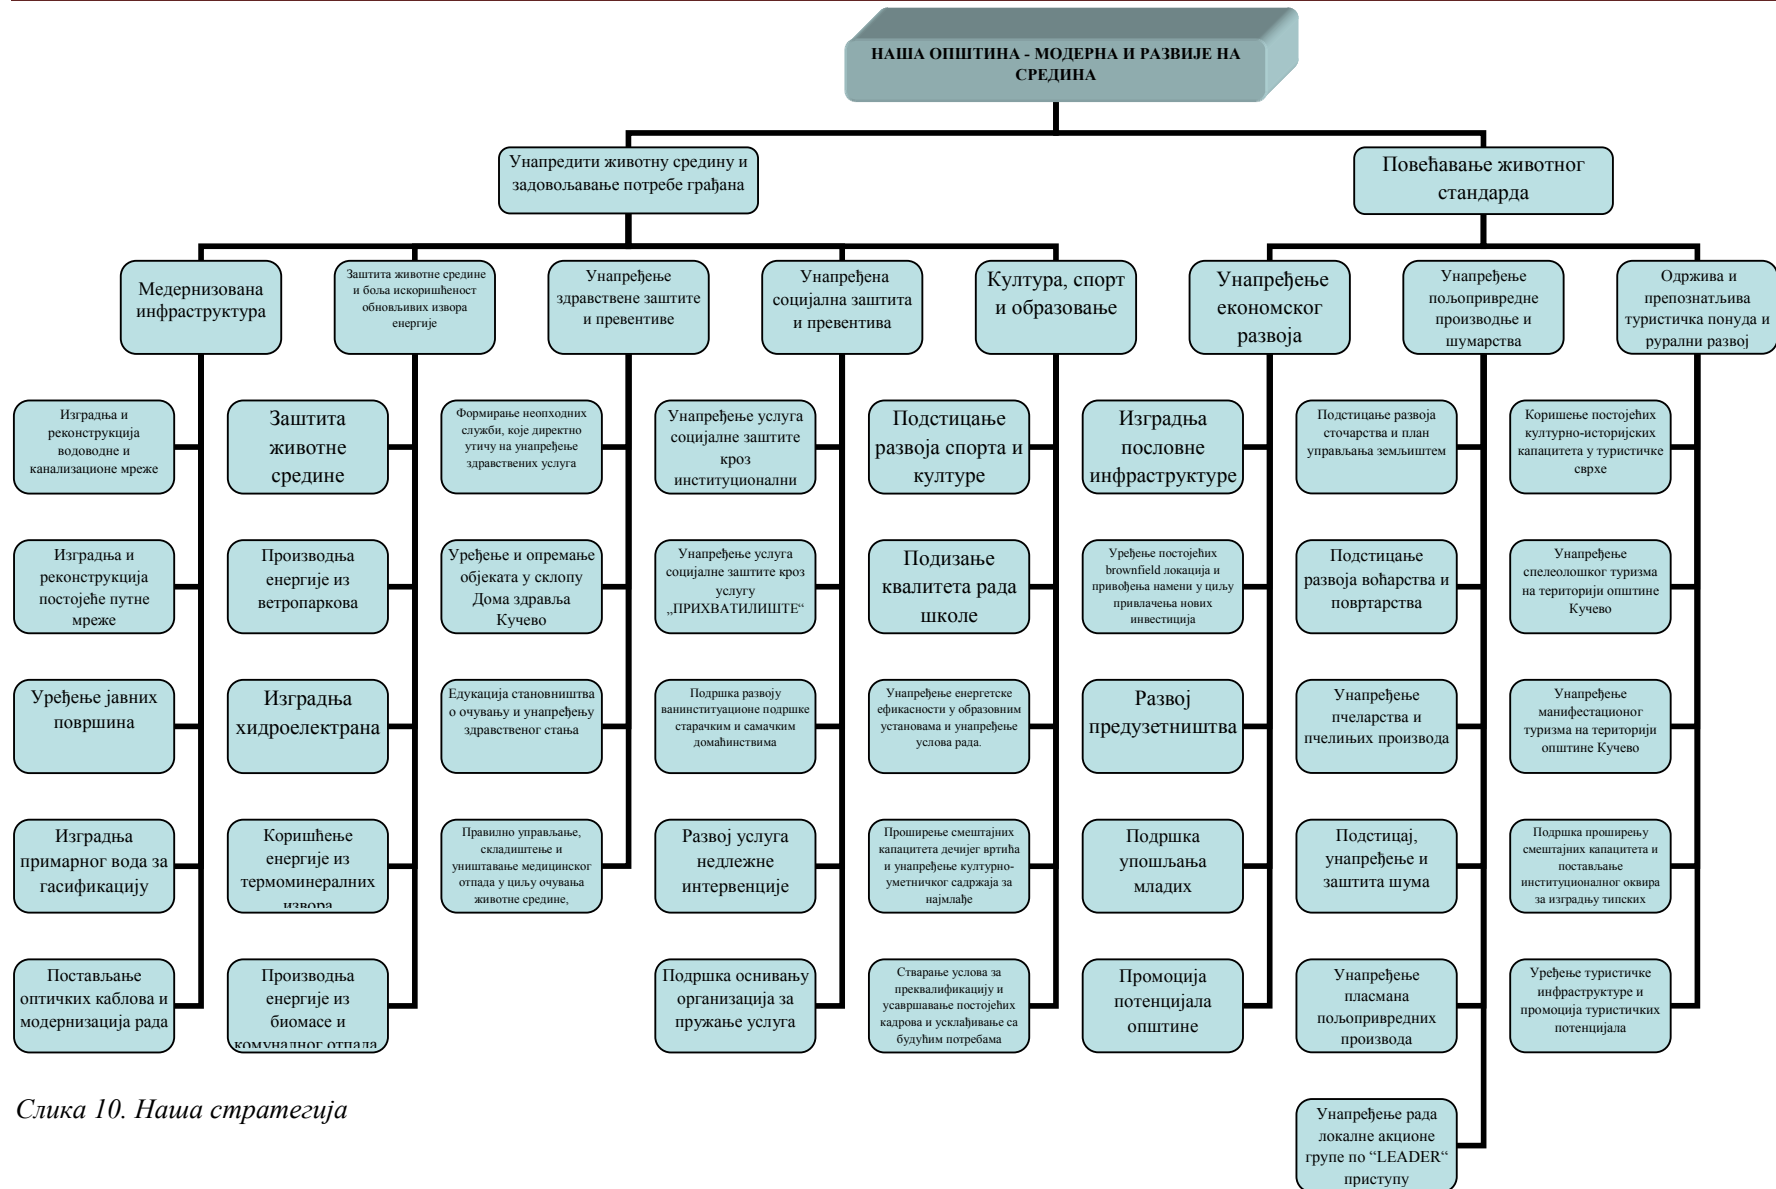 НАША ОПШТИНА - МОДЕРНА И РАЗВИЈЕ НА
СРЕДИНА
Унапредити животну средину и
задовољавање потребе грађана
Повећавање животног
стандарда
Медернизована
инфраструктура
Заштита животне средине
и боља искоришћеност
обновљивих извора
енергије
Унапређење
здравствене заштите
и превентиве
Унапређена
социјална заштита
и превентива
Култура, спорт
и образовање
Унапређење
економског
развоја
Унапређење
пољопривредне
производње и
шумарства
Одржива и
препознатљива
туристичка понуда и
рурални развој
Изградња и
реконструкција
водоводне и
канализационе мреже
Заштита
животне
средине
Формирање неопходних
служби, које директно
утичу на унапређење
здравствених услуга
Унапређење услуга
социјалне заштите
кроз
институционални
Подстицање
развоја спорта и
културе
Изградња
пословне
инфраструктуре
Подстицање развоја
сточарства и план
управљања земљиштем
Коришење постојећих
културно-историјских
капацитета у туристичке
сврхе
Изградња и
реконструкција
постојеће путне
мреже
Производња
енергије из
ветропаркова
Уређење и опремање
објеката у склопу
Дома здравља
Кучево
Унапређење услуга
социјалне заштите кроз
услугу
„ПРИХВАТИЛИШТЕ“
Подизање
квалитета рада
школе
Уређење постојећих
brownfield локација и
привођења намени у циљу
привлачења нових
инвестиција
Подстицање
развоја воћарства и
повртарства
Унапређење
спелеолошког туризма
на територији општине
Кучево
Уређење јавних
површина
Изградња
хидроелектрана
Едукација становништва
о очувању и унапређењу
здравственог стања
Подршка развоју
ванинституционе подршке
старачким и самачким
домаћинствима
Унапређење енергетске
ефикасности у образовним
установама и унапређење
услова рада.
Развој
предузетништва
Унапређење
пчеларства и
пчелињих производа
Унапређење
манифестационог
туризма на територији
општине Кучево
Изградња
примарног вода за
гасификацију
Коришћење
енергије из
термоминералних
извора
Правилно управљање,
складиштење и
уништавање медицинског
отпада у циљу очувања
животне средине,
Развој услуга
недлежне
интервенције
Проширење смештајних
капацитета дечијег вртића
и унапређење културно-
уметничког садржаја за
најмлађе
Подршка
упошљања
младих
Подстицај,
унапређење и
заштита шума
Подршка проширењу
смештајних капацитета и
постављање
институционалног оквира
за изградњу типских
Постављање
оптичких каблова и
модернизација рада
Производња
енергије из
биомасе и
комуналног отпада
Подршка оснивању
организација за
пружање услуга
Стварање услова за
преквалификацију и
усавршавање постојећих
кадрова и усклађивање са
будућим потребама
Промоција
потенцијала
општине
Унапређење
пласмана
пољопривредних
производа
Уређење туристичке
инфраструктуре и
промоција туристичких
потенцијала
Унапређење рада
локалне акционе
групе по “LEADER“
приступу
Слика 10. Наша стратегија